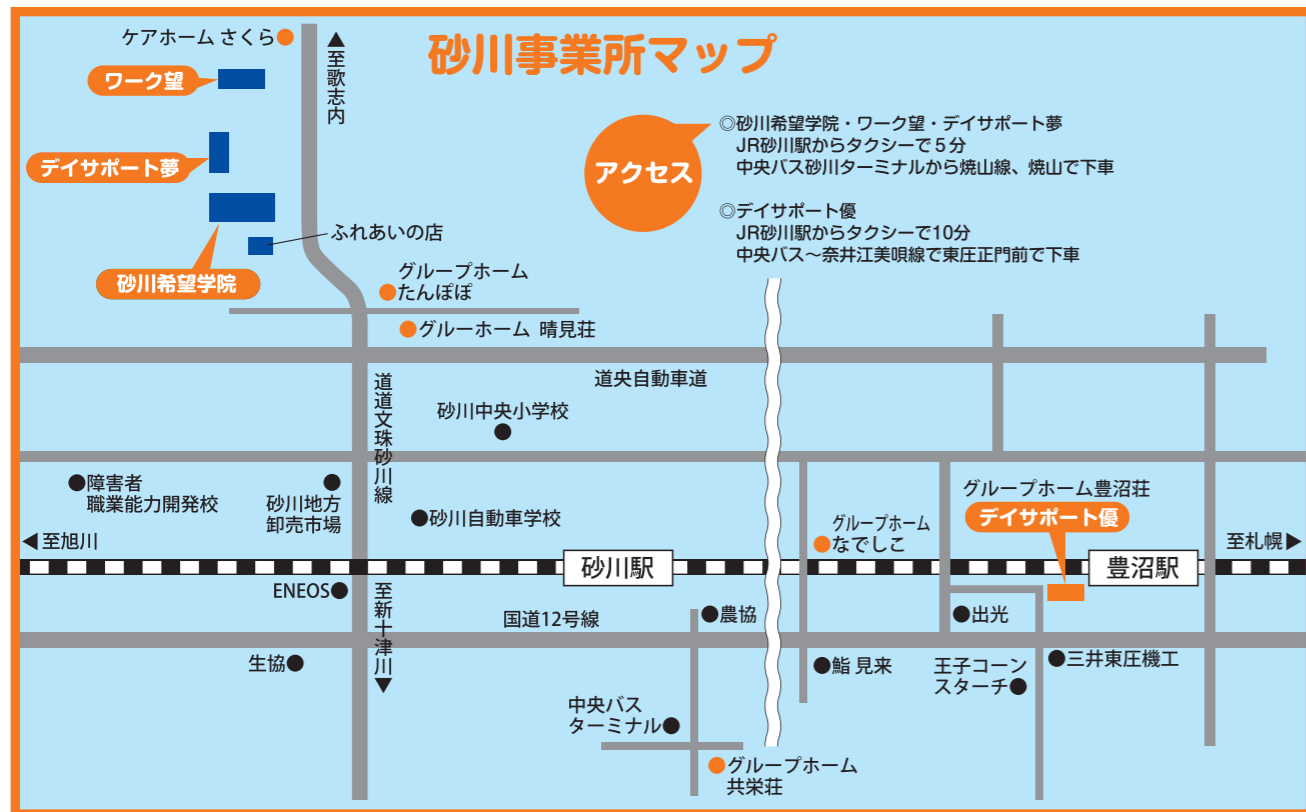 砂川事業所マップ
ケアホーム さくら
▲至歌志内
ワーク望
デイサポート夢
ふれあいの店
砂川希望学院
アクセス
◎砂川希望学院・ワーク望・デイサポート夢
JR砂川駅からタクシーで5分
中央バス砂川ターミナルから焼山線、焼山で下車
◎デイサポート優
JR砂川駅からタクシーで10分
中央バス～奈井江美唄線で東圧正門前で下車
グループホーム
たんぽぽ
グルーホーム 晴見荘
道央自動車道
道道文珠砂川線
砂川中央小学校
障害者
職業能力開発校
砂川地方
卸売市場
砂川自動車学校
グループホーム
なでしこ
グループホーム豊沼荘
デイサポート優
◀至旭川
至札幌▶
砂川駅
豊沼駅
ENEOS
至新十津川▼
国道12号線
農協
出光
生協
鮨 見来
王子コーン
スターチ
三井東圧機工
中央バス
ターミナル
グループホーム
共栄荘